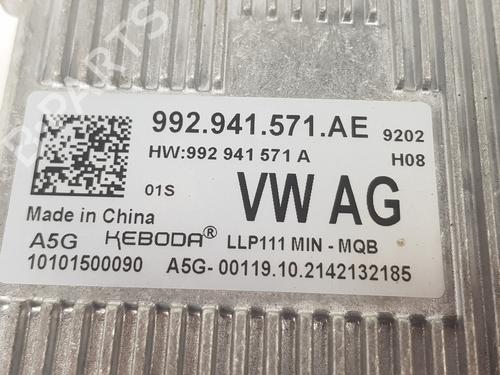 B-PARTS
992.941.571.AE 9202
HW:992 941 571 A H08
01S VW AG
Made in China
A5G KEBODA® LLP111 MIN - MQB
10101500090 A5G- 00119.10.2142132185